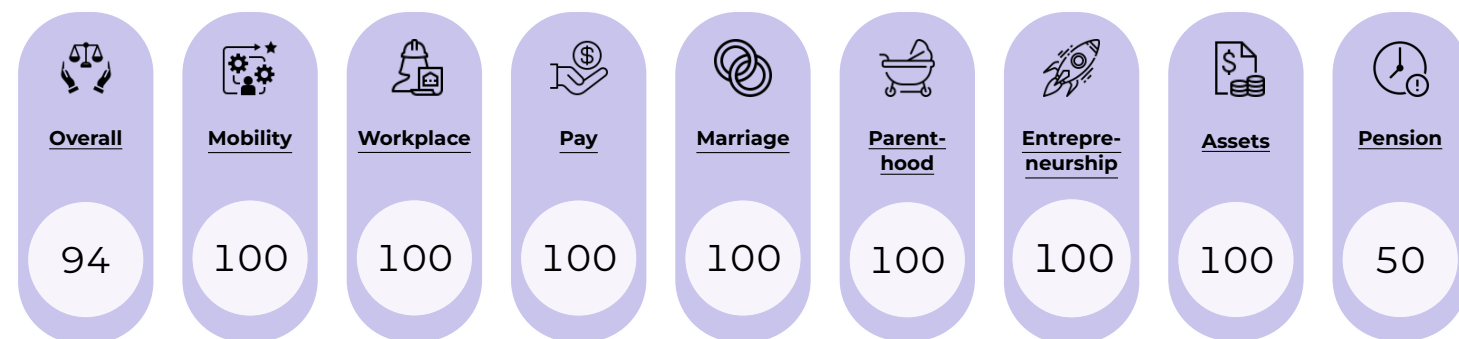 Overall
Mobility
Workplace
Pay
Marriage
Parent-
hood
Entrepre-
neurship
Assets
Pension
$
$
!
94
100
100
100
100
100
100
100
50